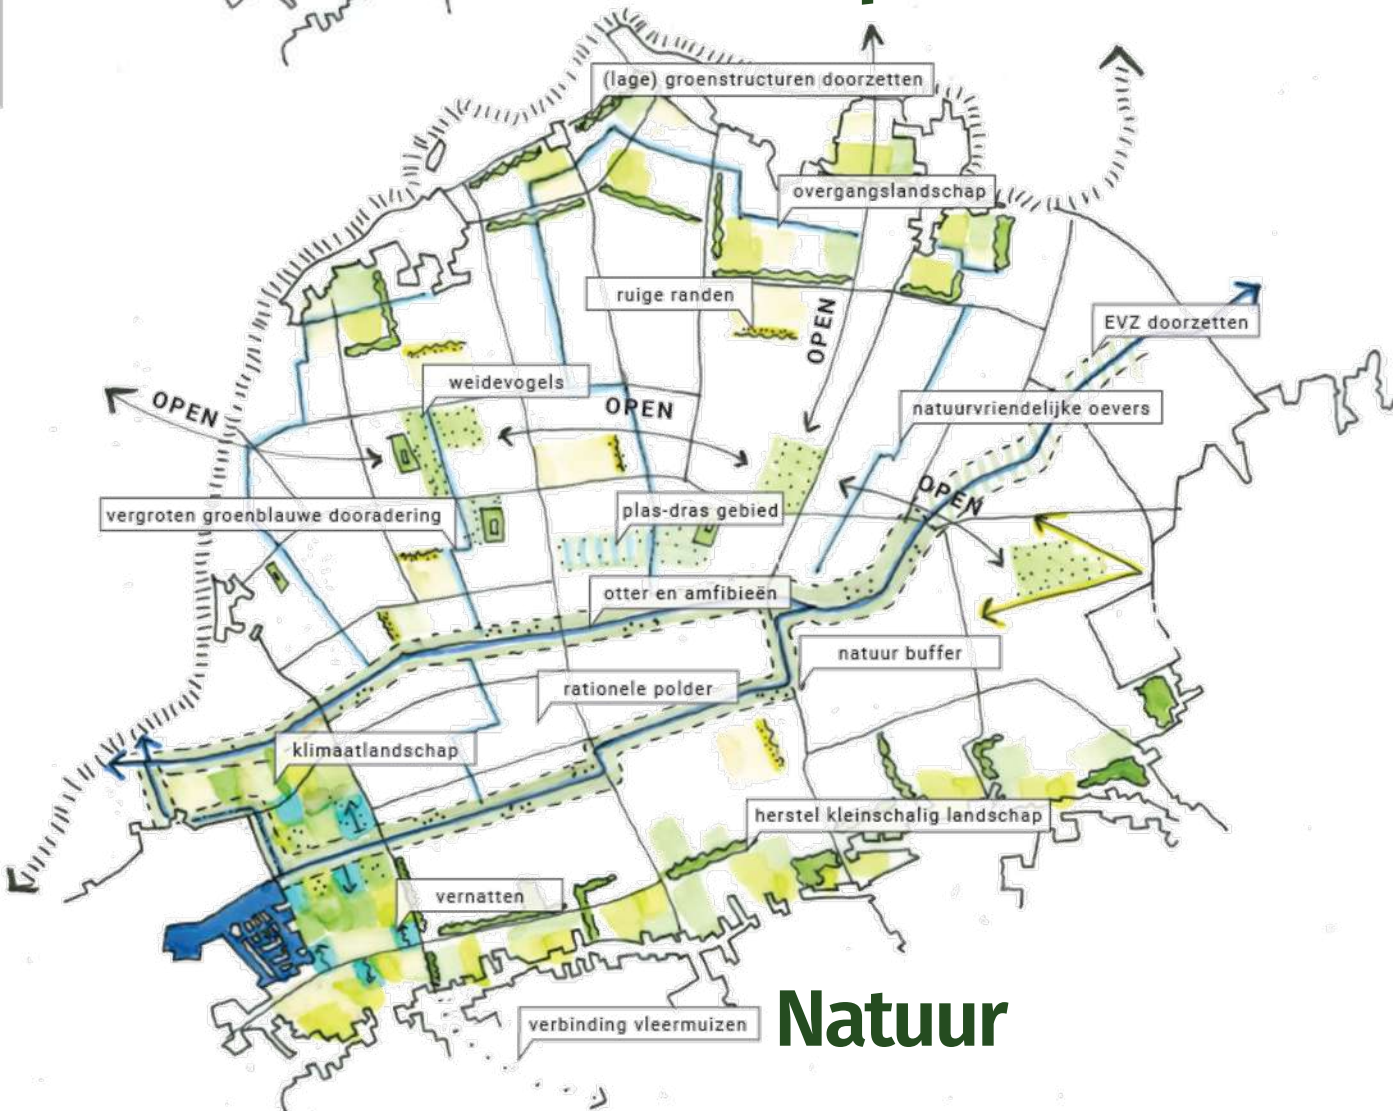 (lage) groenstructuren doorzetten
overgangslandschap
ruige randen
OPEN
EVZ doorzetten
weidevogels
OPEN
OPEN
natuurvriendelijke oevers
vergroten groenblauwe dooradering
plas-dras gebied
OPEN
otter en amfibieën
natuur buffer
rationele polder
klimaatlandschap
herstel kleinschalig landschap
vernatten
verbinding vleermuizen
Natuur